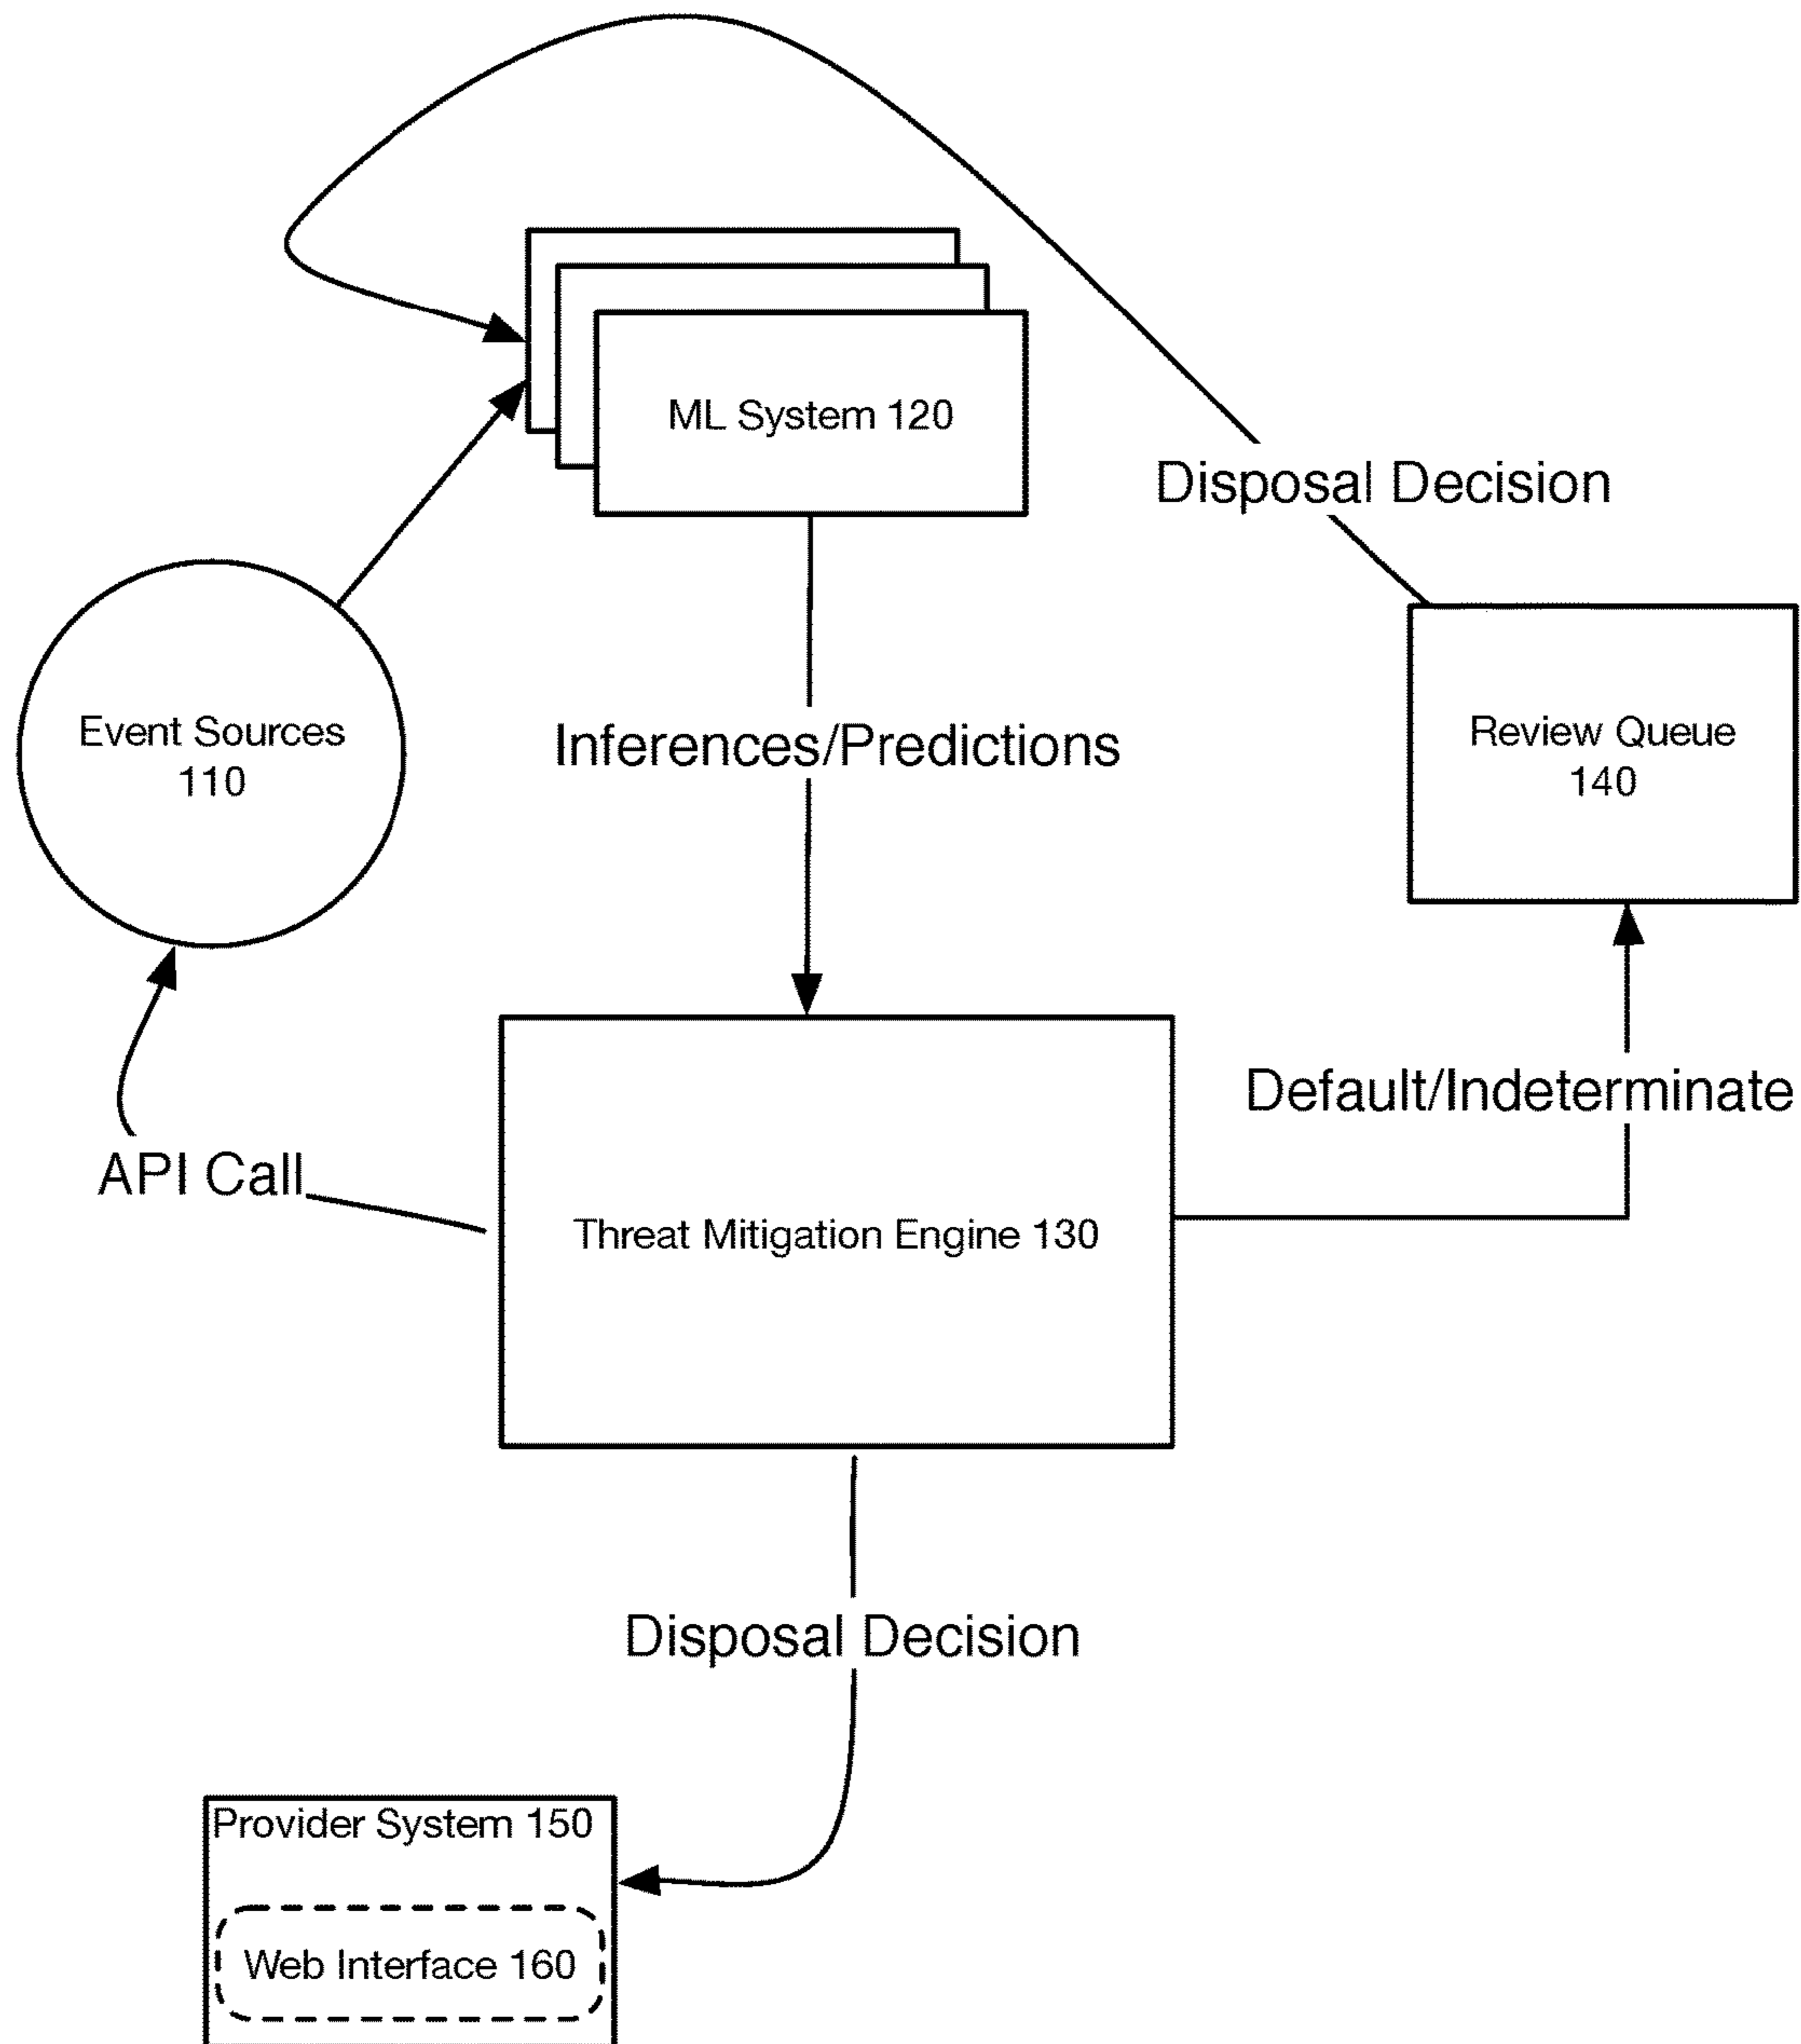 ML System 120
Disposal Decision
Event Sources
110
Inferences/Predictions
Review Queue
140
Default/Indeterminate
API Call
Threat Mitigation Engine 130
Disposal Decision
Provider System 150
Web Interface 160